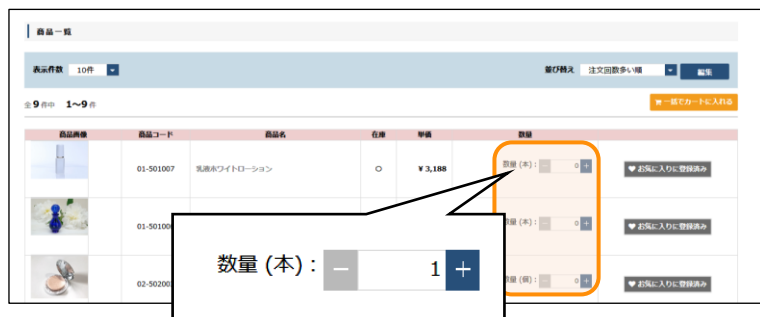 商品一覧
表示件数 10件 並び替え 注文回数多い順 編集
全9件中 1～9件 一括でカートに入れる
商品画像 商品コード 商品名 在庫 単価 数量
01-501007 乳液ホワイトローション ○ ¥ 3,188 数量 (本) : － 0 + お気に入りに登録済み
01-50100 数量 (本) : － 0 + お気に入りに登録済み
数量 (本) : － 1 +
02-50200 数量 (個) : － 0 + お気に入りに登録済み